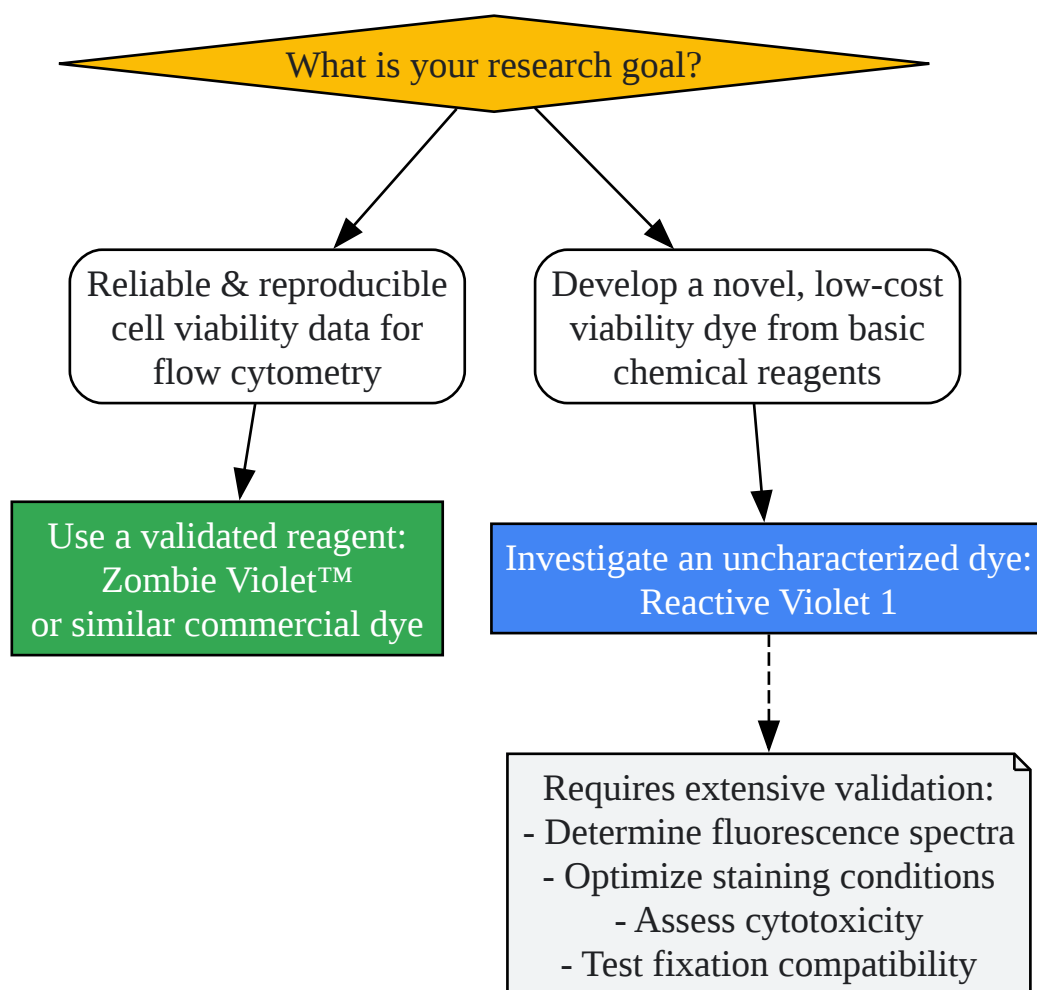 What is your research goal?
Reliable & reproducible
cell viability data for
flow cytometry
Develop a novel, low-cost
viability dye from basic
chemical reagents
Use a validated reagent:
Zombie Violet™
or similar commercial dye
Investigate an uncharacterized dye:
Reactive Violet 1
Requires extensive validation:
- Determine fluorescence spectra
- Optimize staining conditions
- Assess cytotoxicity
- Test fixation compatibility